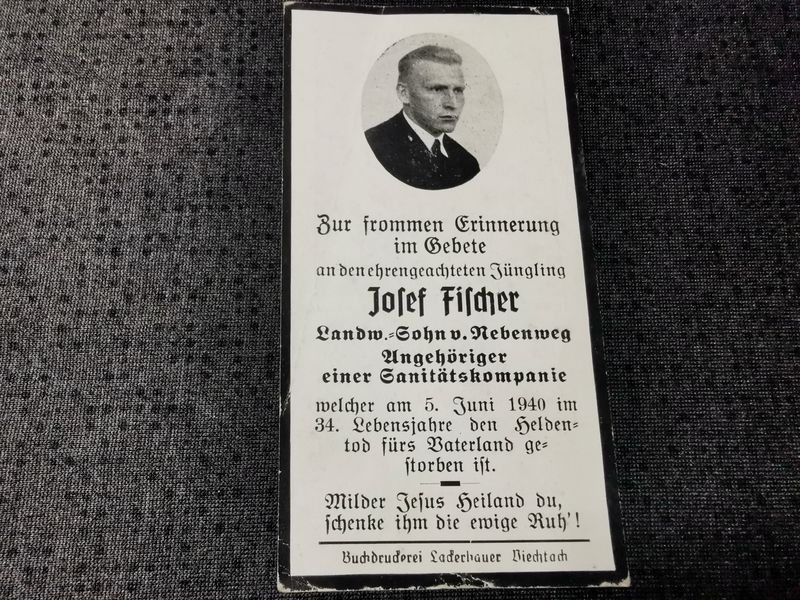 Zur frommen Erinnerung
im Gebete
an den ehrengeachteten Jüngling
Josef Fischer
Landw.=Sohn v. Nebenweg
Angehöriger
einer Sanitätskompanie
welcher am 5. Juni 1940 im
34. Lebensjahre den Helden=
tod fürs Vaterland ge=
storben ist.
Milder Jesus Heiland du,
schenke ihm die ewige Ruh'!
Buchdruckerei Lackerbauer Viechtach